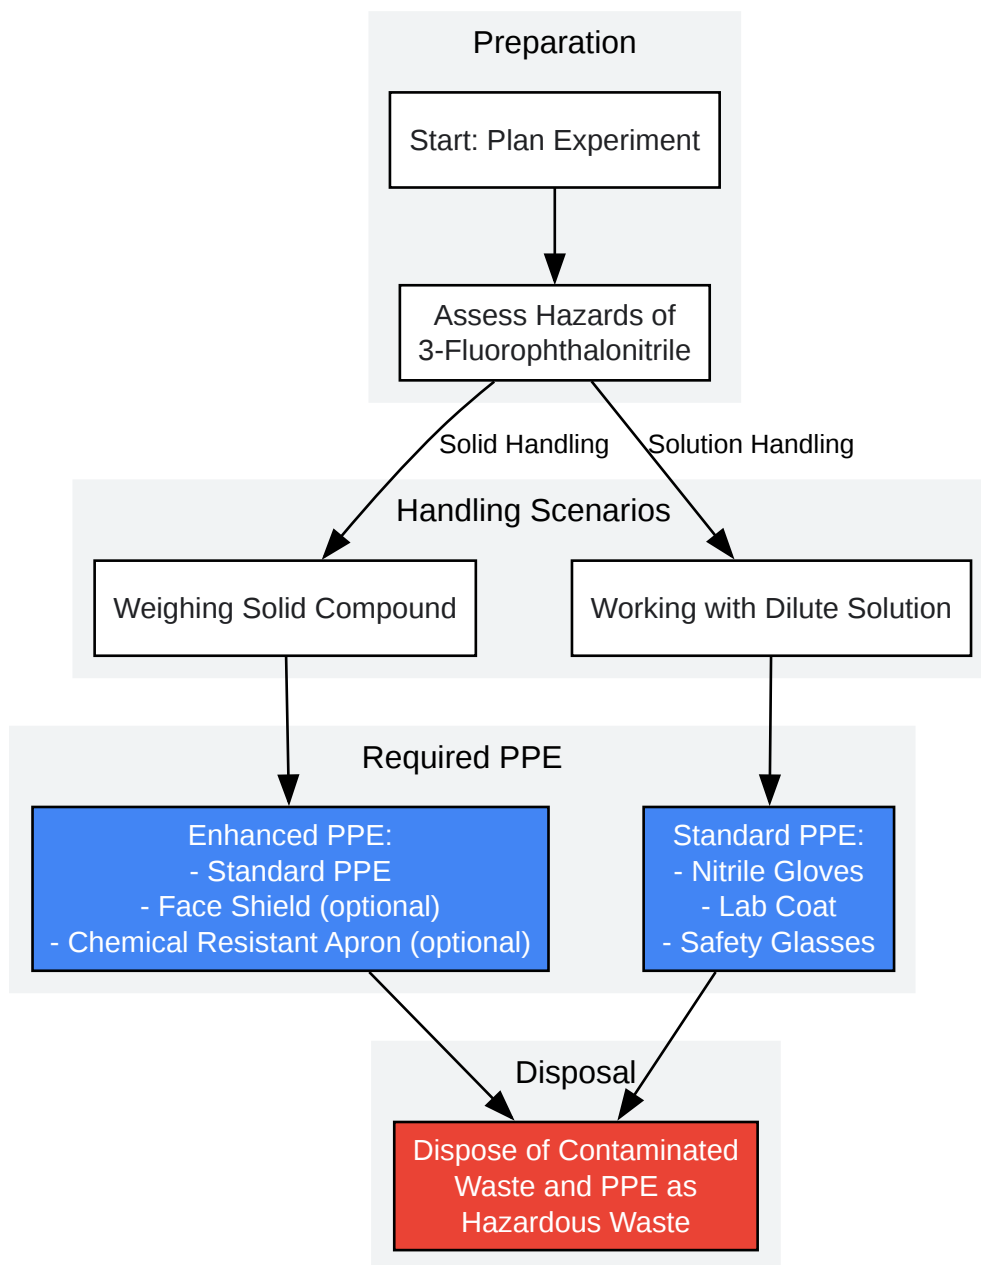 Preparation
Start: Plan Experiment
Assess Hazards of
3-Fluorophthalonitrile
Solid Handling
Solution Handling
Handling Scenarios
Weighing Solid Compound
Working with Dilute Solution
Required PPE
Enhanced PPE:
- Standard PPE
- Face Shield (optional)
- Chemical Resistant Apron (optional)
Standard PPE:
- Nitrile Gloves
- Lab Coat
- Safety Glasses
Disposal
Dispose of Contaminated
Waste and PPE as
Hazardous Waste